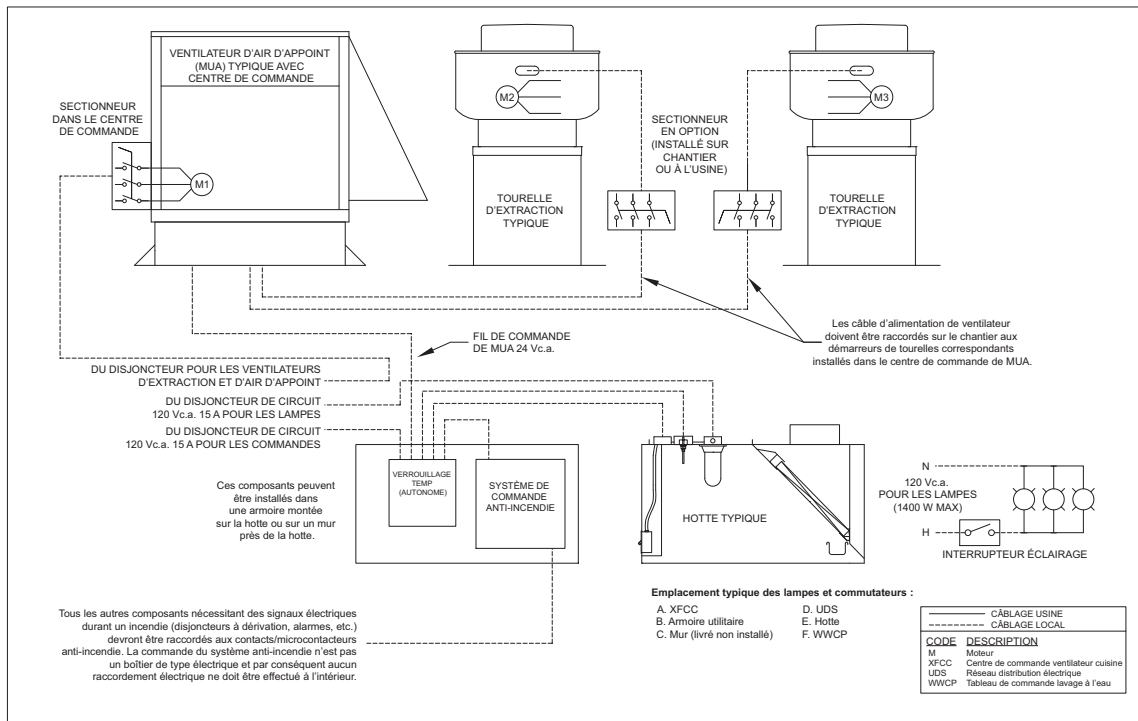 VENTILATEUR D'AIR D'APPOINT
(MUA) TYPIQUE AVEC
CENTRE DE COMMANDE
SECTIONNEUR
DANS LE CENTRE
DE COMMANDE
M1
M2
M3
SECTIONNEUR
EN OPTION
(INSTALLÉ SUR
CHANTIER
OU À L'USINE)
TOURELLE
D'EXTRACTION
TYPIQUE
TOURELLE
D'EXTRACTION
TYPIQUE
Les câble d'alimentation de ventilateur
doivent être raccordés sur le chantier aux
démarreurs de tourelles correspondants
installés dans le centre de commande de MUA.
FIL DE COMMANDE
DE MUA 24 Vc.a.
DU DISJONCTEUR POUR LES VENTILATEURS
D'EXTRACTION ET D'AIR D'APPOINT
DU DISJONCTEUR DE CIRCUIT
120 Vc.a. 15 A POUR LES LAMPES
DU DISJONCTEUR DE CIRCUIT
120 Vc.a. 15 A POUR LES COMMANDES
Ces composants peuvent
être installés dans
une armoire montée
sur la hotte ou sur un mur
près de la hotte.
VERROUILLAGE
TEMP
(AUTONOME)
SYSTÈME DE
COMMANDE
ANTI-INCENDIE
HOTTE TYPIQUE
N
120 Vc.a.
POUR LES LAMPES
(1400 W MAX)
H
INTERRUPTEUR ÉCLAIRAGE
Tous les autres composants nécessitant des signaux électriques
durant un incendie (disjoncteurs à dérivation, alarmes, etc.)
devront être raccordés aux contacts/microcontacteurs
anti-incendie. La commande du système anti-incendie n'est pas
un boîtier de type électrique et par conséquent aucun
raccordement électrique ne doit être effectué à l'intérieur.
Emplacement typique des lampes et commutateurs :
A. XFCC
B. Armoire utilitaire
C. Mur (livré non installé)
D. UDS
E. Hotte
F. WWCP
CÂBLAGE USINE
CÂBLAGE LOCAL
CODE DESCRIPTION
M Moteur
XFCC Centre de commande ventilateur cuisine
UDS Réseau distribution électrique
WWCP Tableau de commande lavage à l'eau